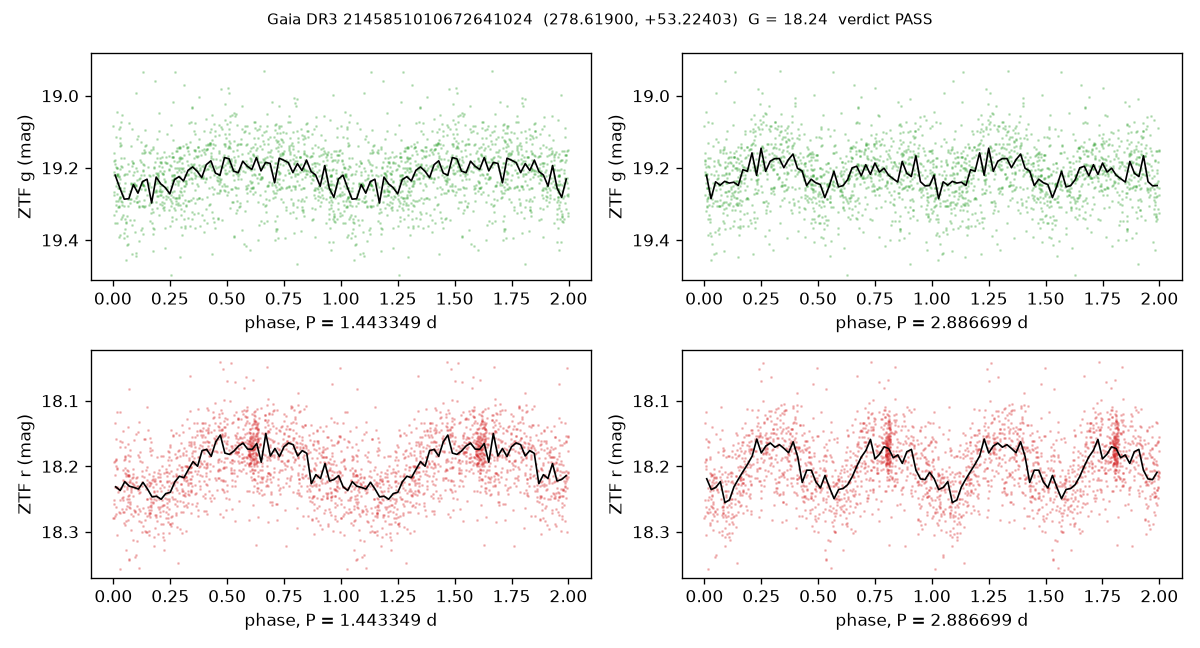 Gaia DR3 2145851010672641024  (278.61900, +53.22403)  G = 18.24  verdict PASS
ZTF g (mag)
19.0
19.2
19.4
0.00 0.25 0.50 0.75 1.00 1.25 1.50 1.75 2.00
phase, P = 1.443349 d
ZTF g (mag)
19.0
19.2
19.4
0.00 0.25 0.50 0.75 1.00 1.25 1.50 1.75 2.00
phase, P = 2.886699 d
ZTF r (mag)
18.1
18.2
18.3
0.00 0.25 0.50 0.75 1.00 1.25 1.50 1.75 2.00
phase, P = 1.443349 d
ZTF r (mag)
18.1
18.2
18.3
0.00 0.25 0.50 0.75 1.00 1.25 1.50 1.75 2.00
phase, P = 2.886699 d